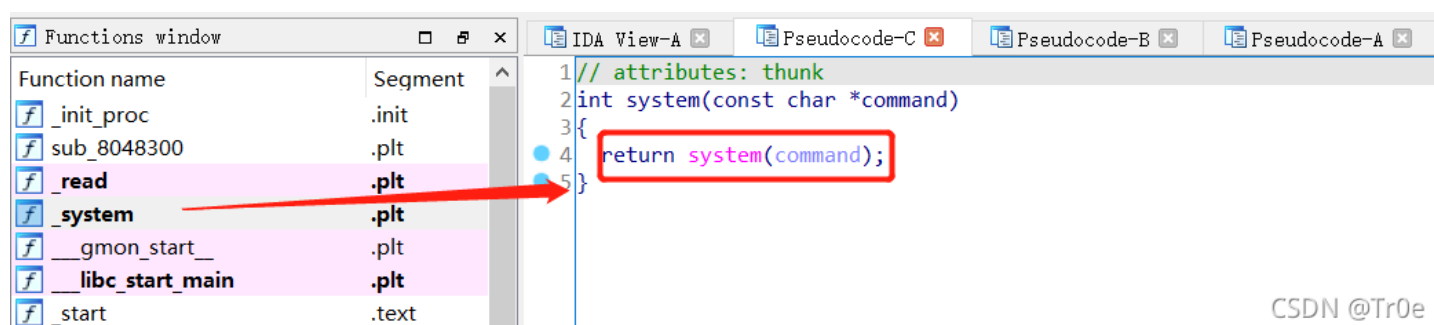 Functions window
Function name Segment
_init_proc .init
sub_8048300 .plt
_read .plt
_system .plt
___gmon_start__ .plt
___libc_start_main .plt
_start .text
IDA View-A Pseudocode-C Pseudocode-B Pseudocode-A
1 // attributes: thunk
2 int system(const char *command)
3 {
4 return system(command);
5 }
CSDN @Tr0e